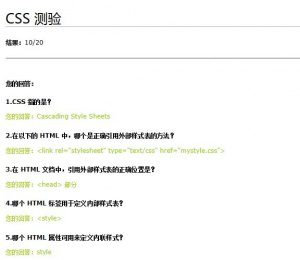 CSS 测验
结果：10/20
您的回答：
1.CSS 指的是?
您的回答：Cascading Style Sheets
2.在以下的 HTML 中，哪个是正确引用外部样式表的方法?
您的回答：<link rel="stylesheet" type="text/css" href="mystyle.css">
3.在 HTML 文档中，引用外部样式表的正确位置是?
您的回答：<head> 部分
4.哪个 HTML 标签用于定义内部样式表?
您的回答：<style>
5.哪个 HTML 属性可用来定义内联样式?
您的回答：style